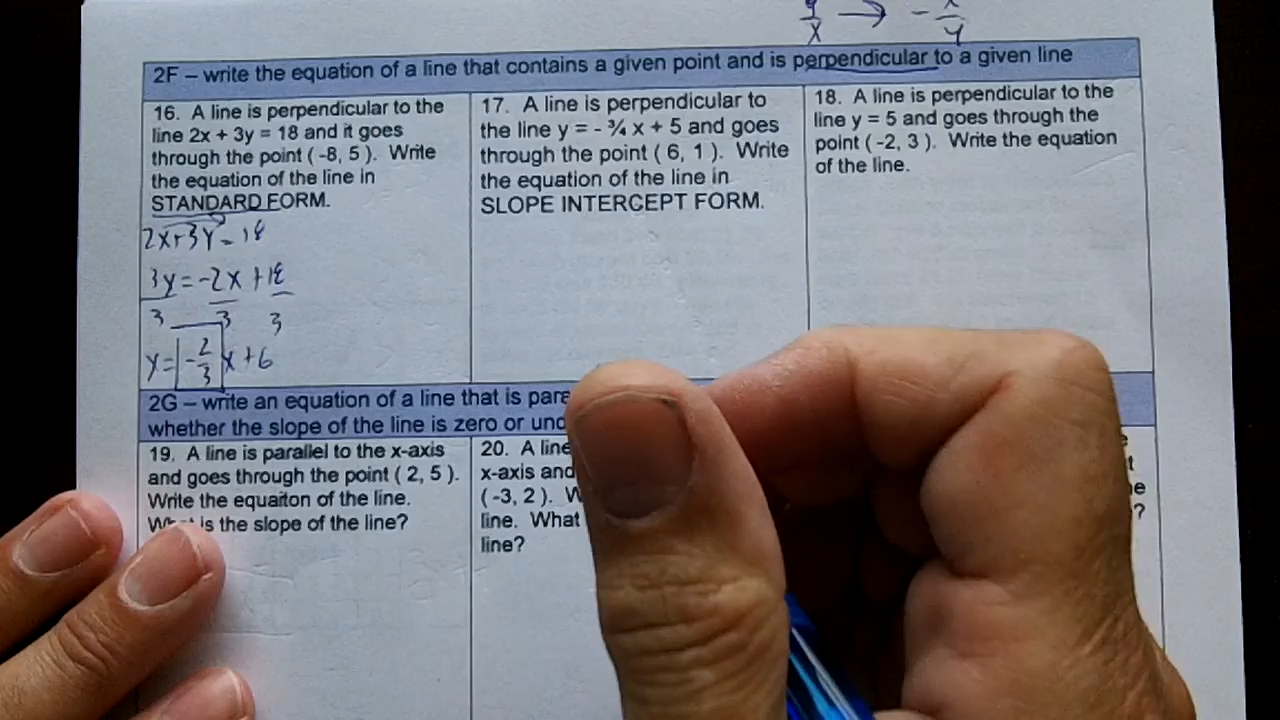 y/x → - x/y
2F – write the equation of a line that contains a given point and is perpendicular to a given line
16. A line is perpendicular to the
line 2x + 3y = 18 and it goes
through the point ( -8, 5 ). Write
the equation of the line in
STANDARD FORM.
2x+3y=18
3y=-2x+18
3 3 3
y=-2/3x+6
17. A line is perpendicular to
the line y = - ¾ x + 5 and goes
through the point ( 6, 1 ). Write
the equation of the line in
SLOPE INTERCEPT FORM.
18. A line is perpendicular to the
line y = 5 and goes through the
point ( -2, 3 ). Write the equation
of the line.
2G – write an equation of a line that is para
whether the slope of the line is zero or und
19. A line is parallel to the x-axis
and goes through the point ( 2, 5 ).
Write the equaiton of the line.
What is the slope of the line?
20. A line
x-axis and
( -3, 2 ). W
line. What
line?